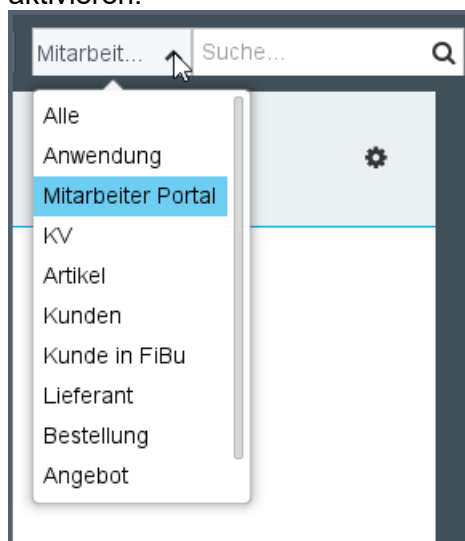 aktivieren.
Mitarbeit... Suche...
Alle
Anwendung
Mitarbeiter Portal
KV
Artikel
Kunden
Kunde in FiBu
Lieferant
Bestellung
Angebot